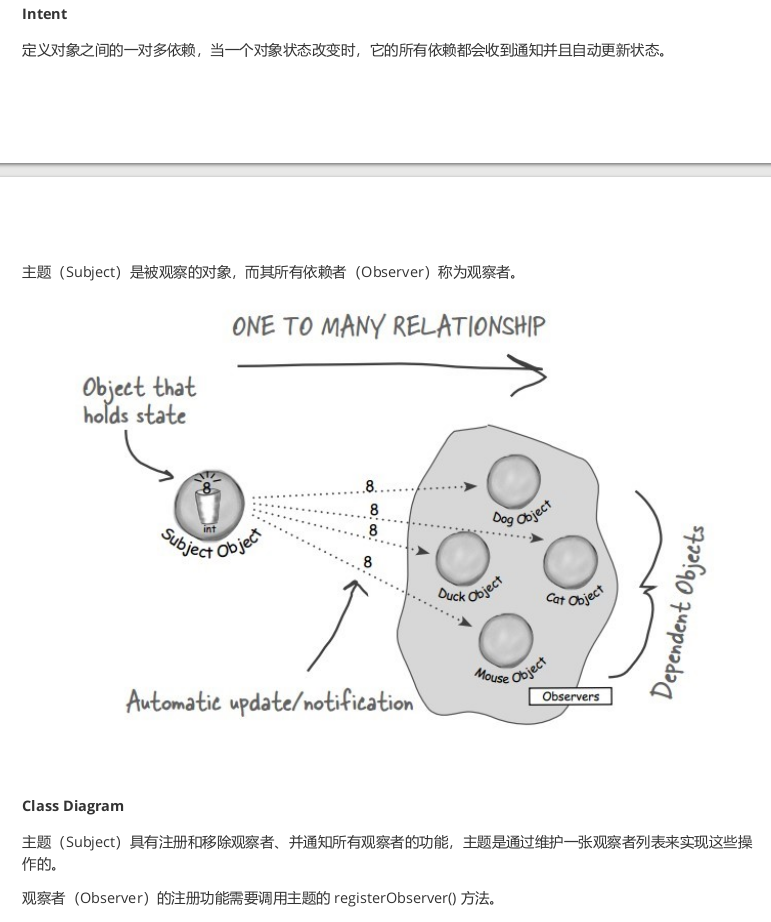 Intent
定义对象之间的一对多依赖，当一个对象状态改变时，它的所有依赖都会收到通知并且自动更新状态。
主题（Subject）是被观察的对象，而其所有依赖者（Observer）称为观察者。
ONE TO MANY RELATIONSHIP
Object that
holds state
8
int
Subject Object
8
8
8
8
Dog Object
Duck Object
Cat Object
Mouse Object
Observers
Dependent Objects
Automatic update/notification
Class Diagram
主题（Subject）具有注册和移除观察者、并通知所有观察者的功能，主题是通过维护一张观察者列表来实现这些操
作的。
观察者（Observer）的注册功能需要调用主题的 registerObserver() 方法。